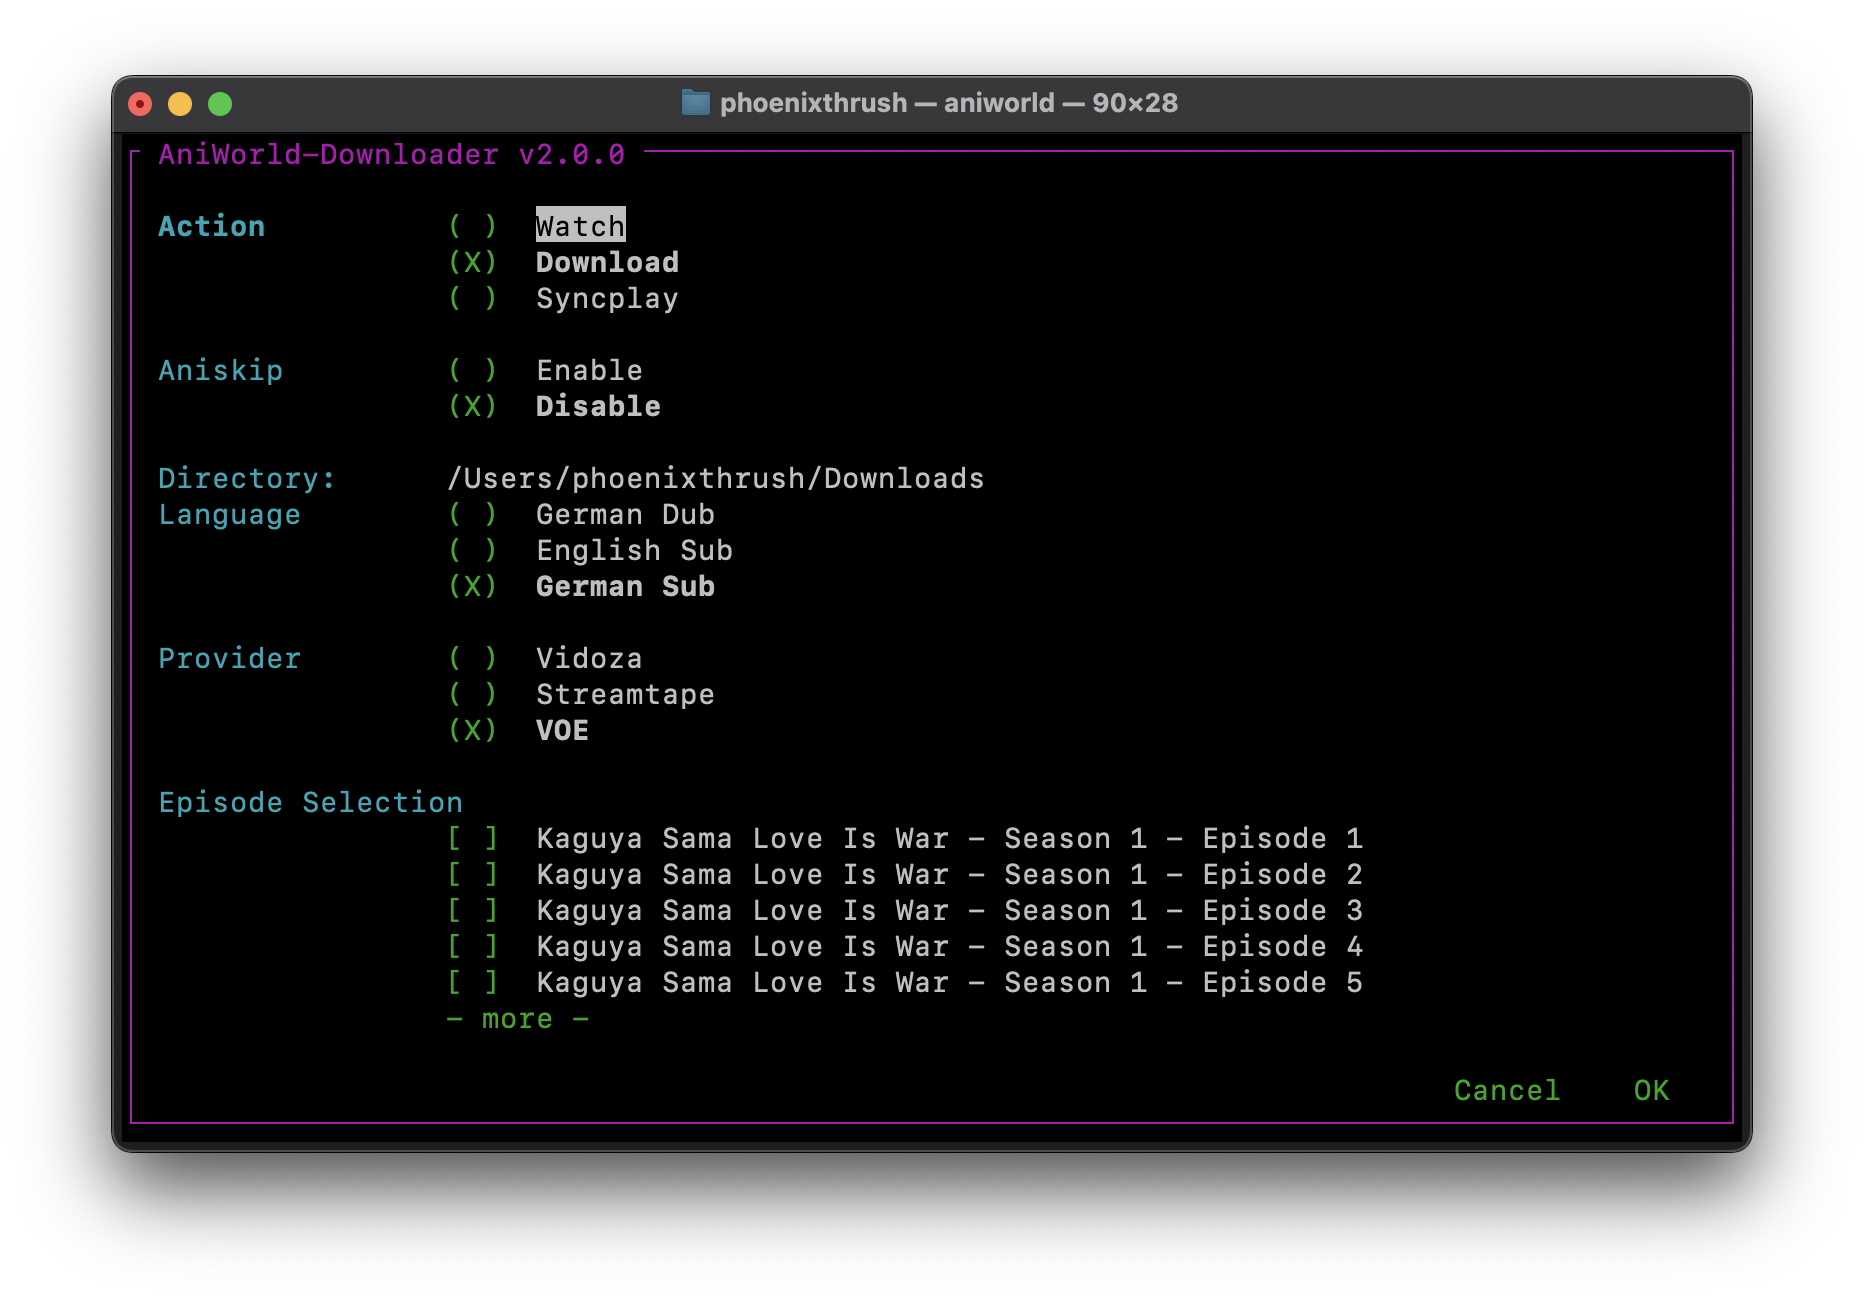 phoenixthrush — aniworld — 90×28
AniWorld-Downloader v2.0.0
Action ( ) Watch
(X) Download
( ) Syncplay
Aniskip ( ) Enable
(X) Disable
Directory: /Users/phoenixthrush/Downloads
Language ( ) German Dub
( ) English Sub
(X) German Sub
Provider ( ) Vidoza
( ) Streamtape
(X) VOE
Episode Selection
[ ] Kaguya Sama Love Is War - Season 1 - Episode 1
[ ] Kaguya Sama Love Is War - Season 1 - Episode 2
[ ] Kaguya Sama Love Is War - Season 1 - Episode 3
[ ] Kaguya Sama Love Is War - Season 1 - Episode 4
[ ] Kaguya Sama Love Is War - Season 1 - Episode 5
- more -
Cancel OK